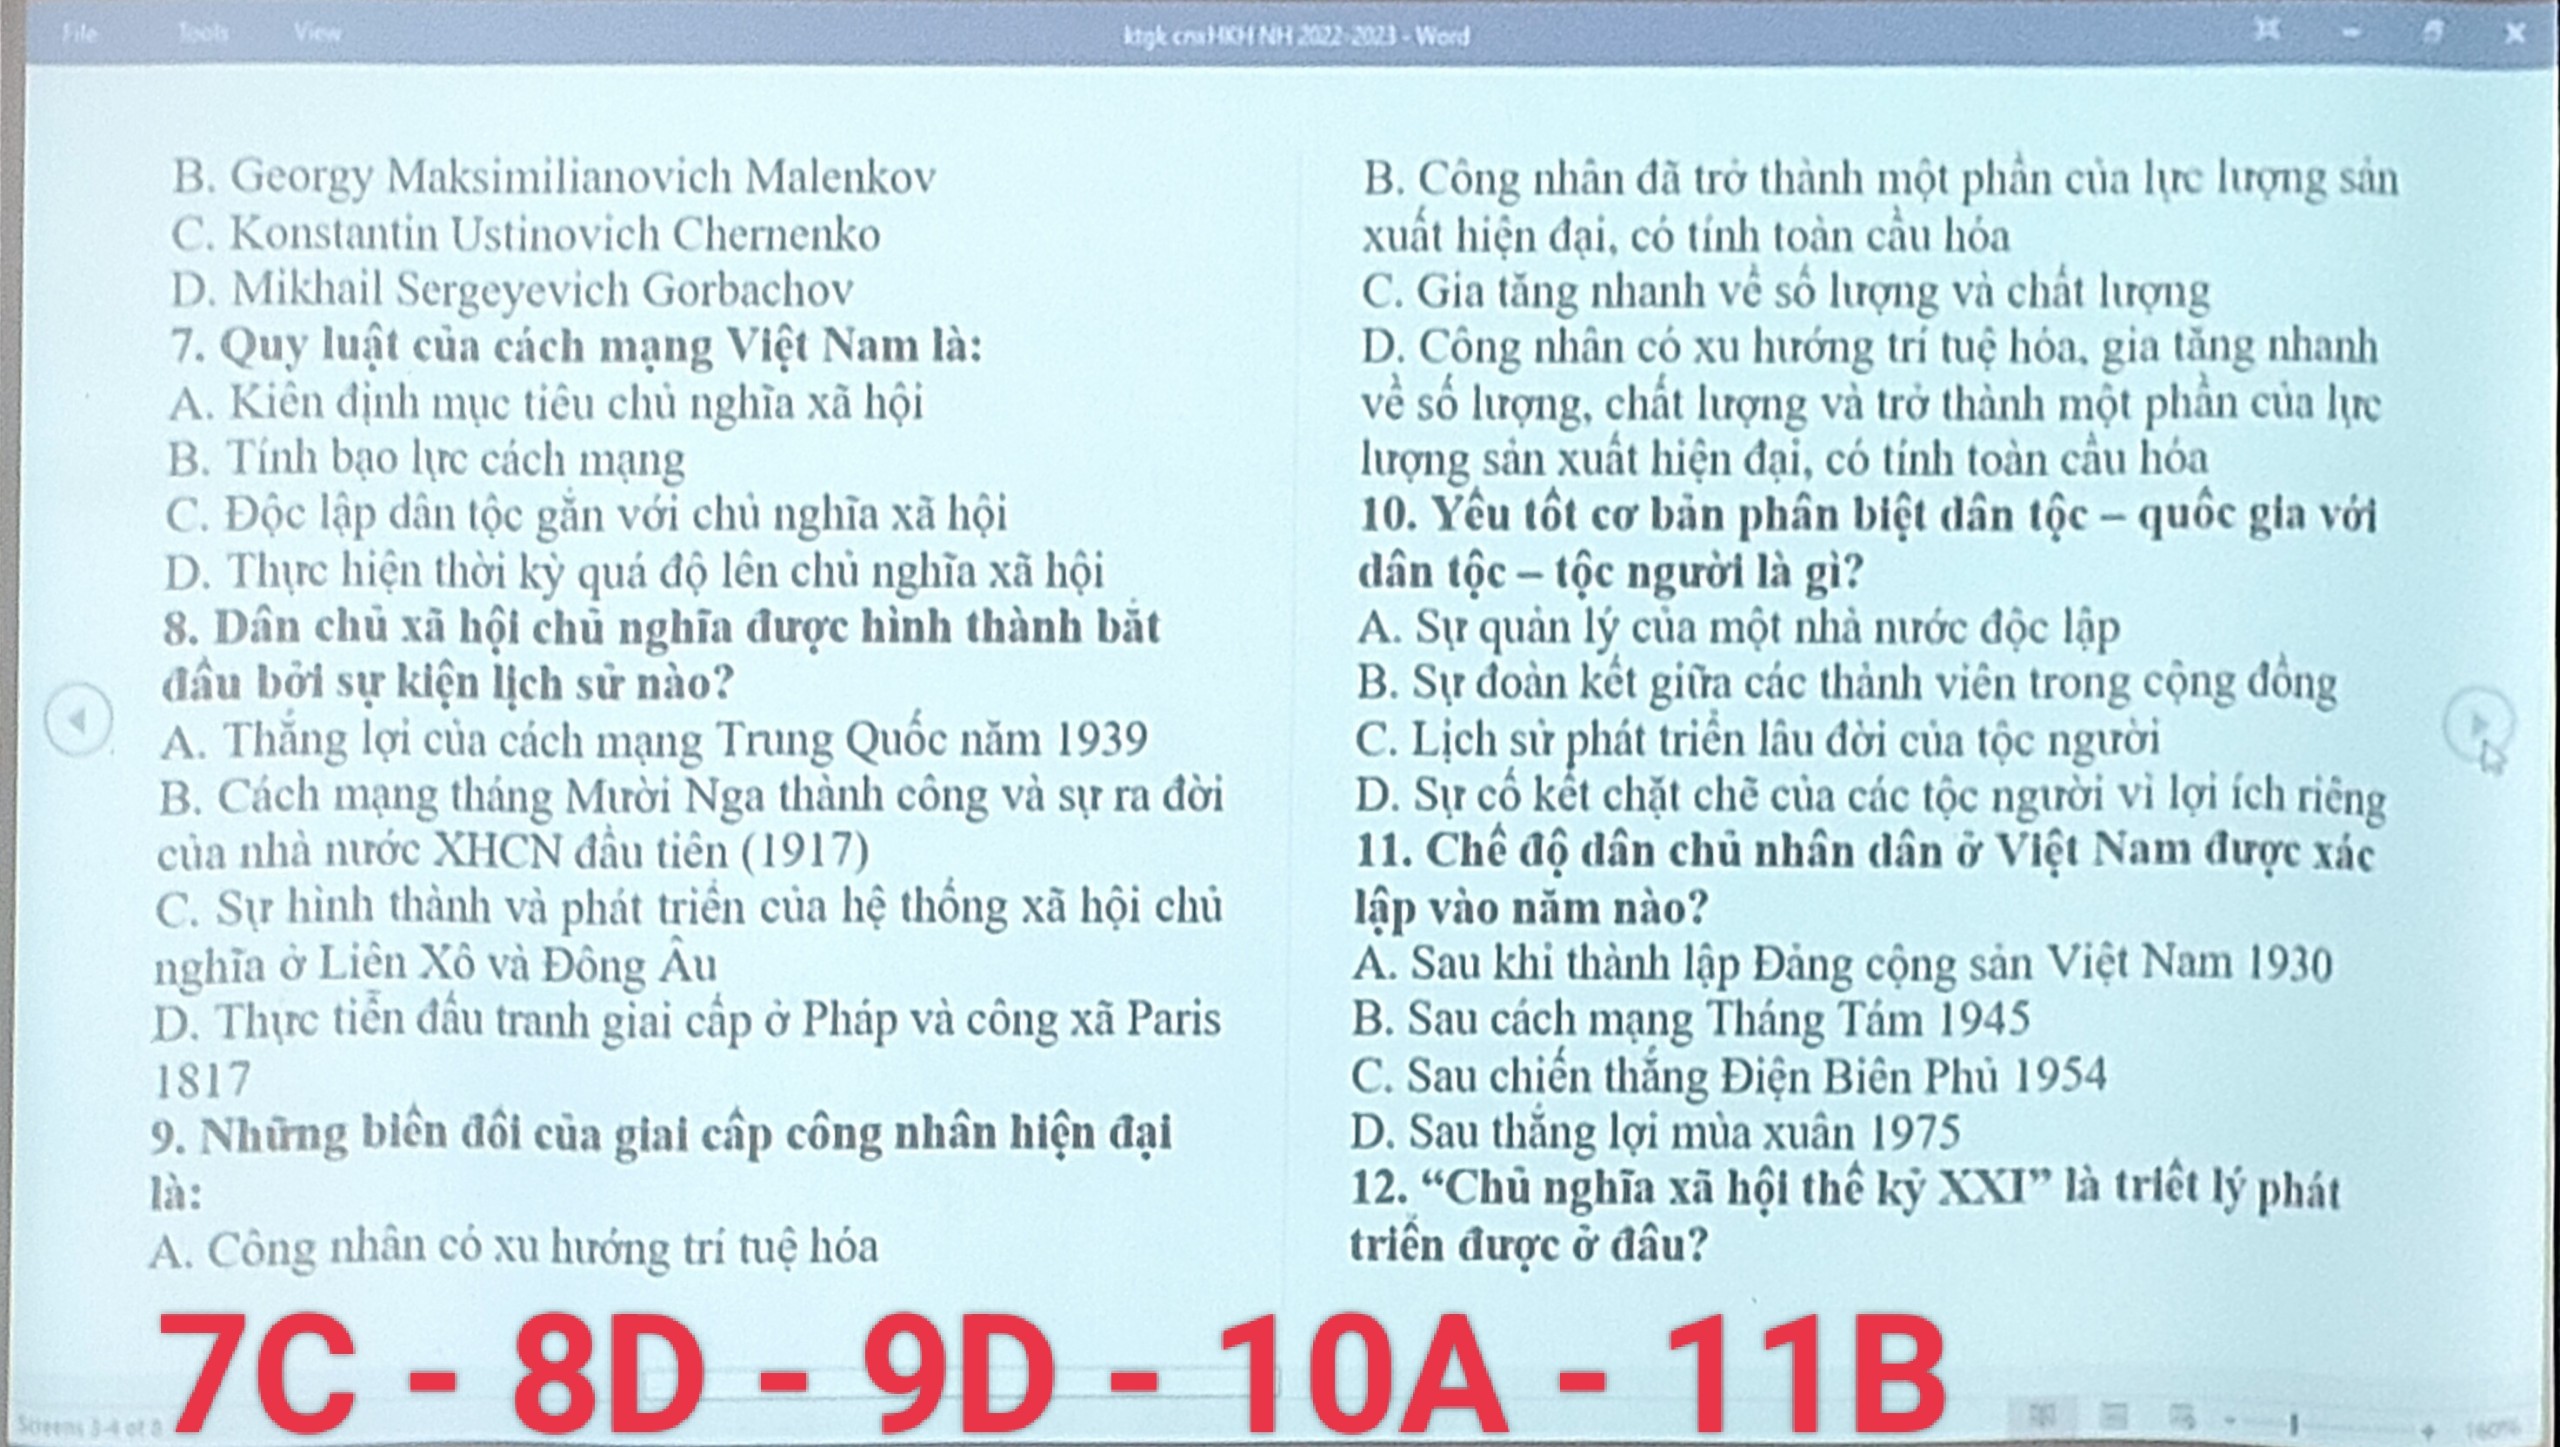 File Tools View ktgk cnxHKH NH 2022-2023 - Word
B. Georgy Maksimilianovich Malenkov
C. Konstantin Ustinovich Chernenko
D. Mikhail Sergeyevich Gorbachov
7. Quy luật của cách mạng Việt Nam là:
A. Kiên định mục tiêu chủ nghĩa xã hội
B. Tính bạo lực cách mạng
C. Độc lập dân tộc gắn với chủ nghĩa xã hội
D. Thực hiện thời kỳ quá độ lên chủ nghĩa xã hội
8. Dân chủ xã hội chủ nghĩa được hình thành bắt
đầu bởi sự kiện lịch sử nào?
A. Thắng lợi của cách mạng Trung Quốc năm 1939
B. Cách mạng tháng Mười Nga thành công và sự ra đời
của nhà nước XHCN đầu tiên (1917)
C. Sự hình thành và phát triển của hệ thống xã hội chủ
nghĩa ở Liên Xô và Đông Âu
D. Thực tiễn đấu tranh giai cấp ở Pháp và công xã Paris
1817
9. Những biến đổi của giai cấp công nhân hiện đại
là:
A. Công nhân có xu hướng trí tuệ hóa
B. Công nhân đã trở thành một phần của lực lượng sản
xuất hiện đại, có tính toàn cầu hóa
C. Gia tăng nhanh về số lượng và chất lượng
D. Công nhân có xu hướng trí tuệ hóa, gia tăng nhanh
về số lượng, chất lượng và trở thành một phần của lực
lượng sản xuất hiện đại, có tính toàn cầu hóa
10. Yếu tốt cơ bản phân biệt dân tộc – quốc gia với
dân tộc – tộc người là gì?
A. Sự quản lý của một nhà nước độc lập
B. Sự đoàn kết giữa các thành viên trong cộng đồng
C. Lịch sử phát triển lâu đời của tộc người
D. Sự cố kết chặt chẽ của các tộc người vì lợi ích riêng
11. Chế độ dân chủ nhân dân ở Việt Nam được xác
lập vào năm nào?
A. Sau khi thành lập Đảng cộng sản Việt Nam 1930
B. Sau cách mạng Tháng Tám 1945
C. Sau chiến thắng Điện Biên Phủ 1954
D. Sau thắng lợi mùa xuân 1975
12. “Chủ nghĩa xã hội thế kỷ XXI” là triết lý phát
triển được ở đâu?
7C - 8D - 9D - 10A - 11B
Screens 3-4 of 8 160%